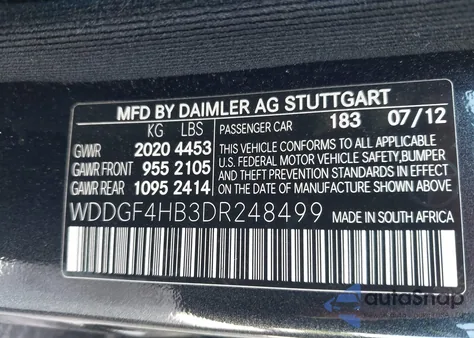 MFD BY DAIMLER AG STUTTGART
KG LBS PASSENGER CAR 183 07/12
GVWR 2020 4453 THIS VEHICLE CONFORMS TO ALL APPLICABLE
GAWR FRONT 955 2105 U.S. FEDERAL MOTOR VEHICLE SAFETY, BUMPER
GAWR REAR 1095 2414 AND THEFT PREVENTION STANDARDS IN EFFECT
ON THE DATE OF MANUFACTURE SHOWN ABOVE.
WDDGF4HB3DR248499 MADE IN SOUTH AFRICA
autoSnap